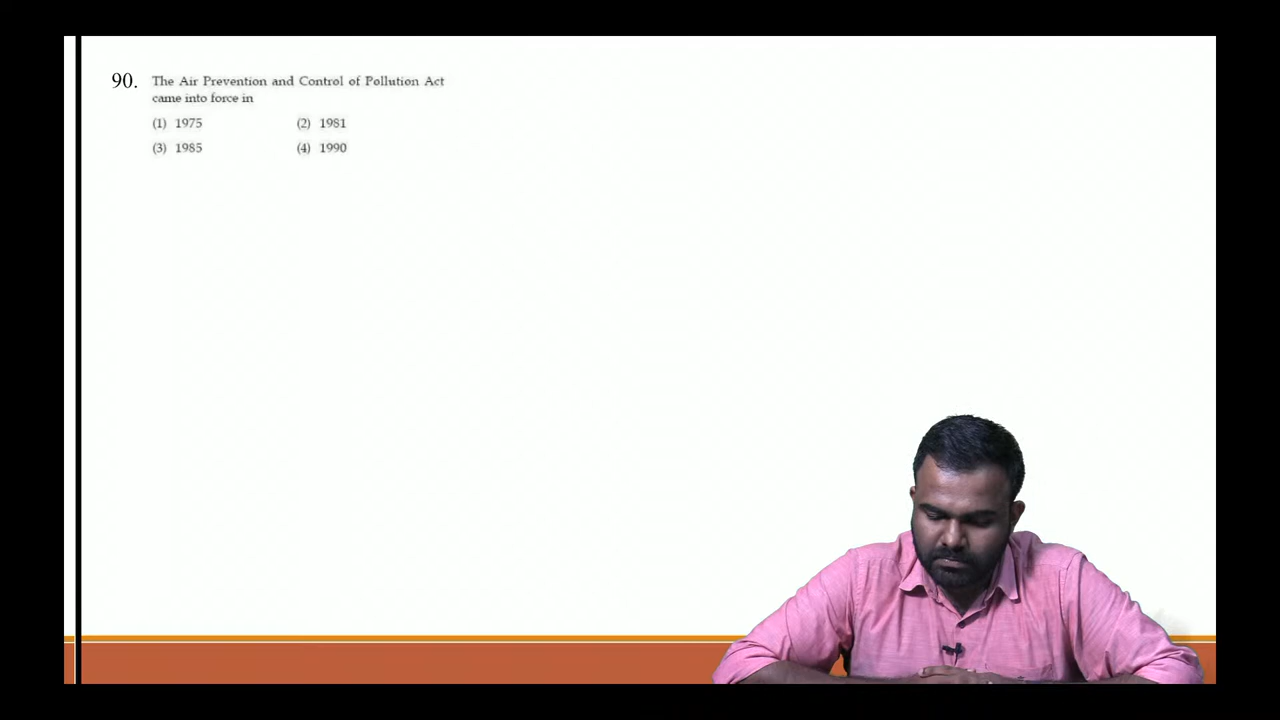 90. The Air Prevention and Control of Pollution Act
came into force in
(1) 1975 (2) 1981
(3) 1985 (4) 1990